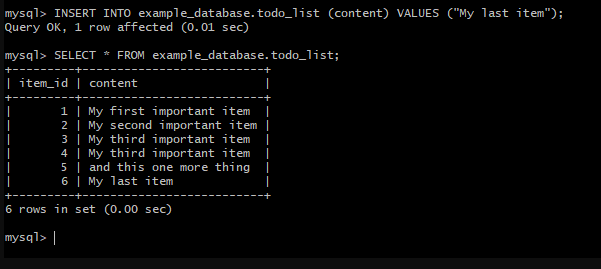 mysql> INSERT INTO example_database.todo_list (content) VALUES ("My last item");
Query OK, 1 row affected (0.01 sec)
mysql> SELECT * FROM example_database.todo_list;
+---------+--------------------------+
| item_id | content                  |
+---------+--------------------------+
|       1 | My first important item  |
|       2 | My second important item |
|       3 | My third important item  |
|       4 | My third important item  |
|       5 | and this one more thing  |
|       6 | My last item             |
+---------+--------------------------+
6 rows in set (0.00 sec)
mysql>